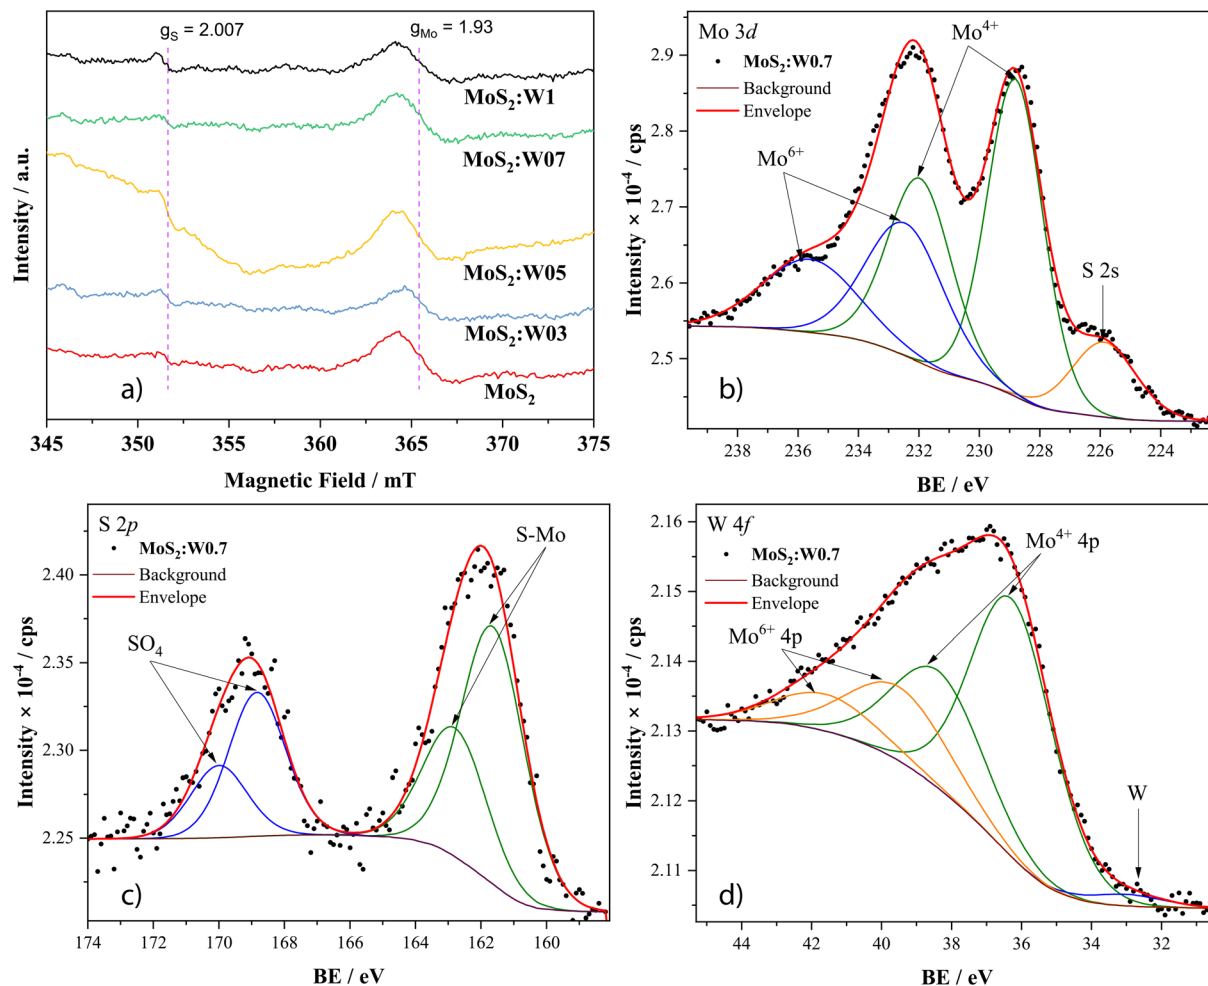 g_S = 2.007
g_Mo = 1.93
MoS₂:W1
MoS₂:W07
MoS₂:W05
MoS₂:W03
MoS₂
a)
Intensity / a.u.
345 350 355 360 365 370 375
Magnetic Field / mT
Mo 3d
MoS₂:W0.7
Background
Envelope
Mo⁴⁺
Mo⁶⁺
S 2s
b)
Intensity × 10⁻⁴ / cps
2.9
2.8
2.7
2.6
2.5
238 236 234 232 230 228 226 224
BE / eV
S 2p
MoS₂:W0.7
Background
Envelope
S-Mo
SO₄
c)
Intensity × 10⁻⁴ / cps
2.40
2.35
2.30
2.25
174 172 170 168 166 164 162 160
BE / eV
W 4f
MoS₂:W0.7
Background
Envelope
Mo⁴⁺ 4p
Mo⁶⁺ 4p
W
d)
Intensity × 10⁻⁴ / cps
2.16
2.15
2.14
2.13
2.12
2.11
44 42 40 38 36 34 32
BE / eV